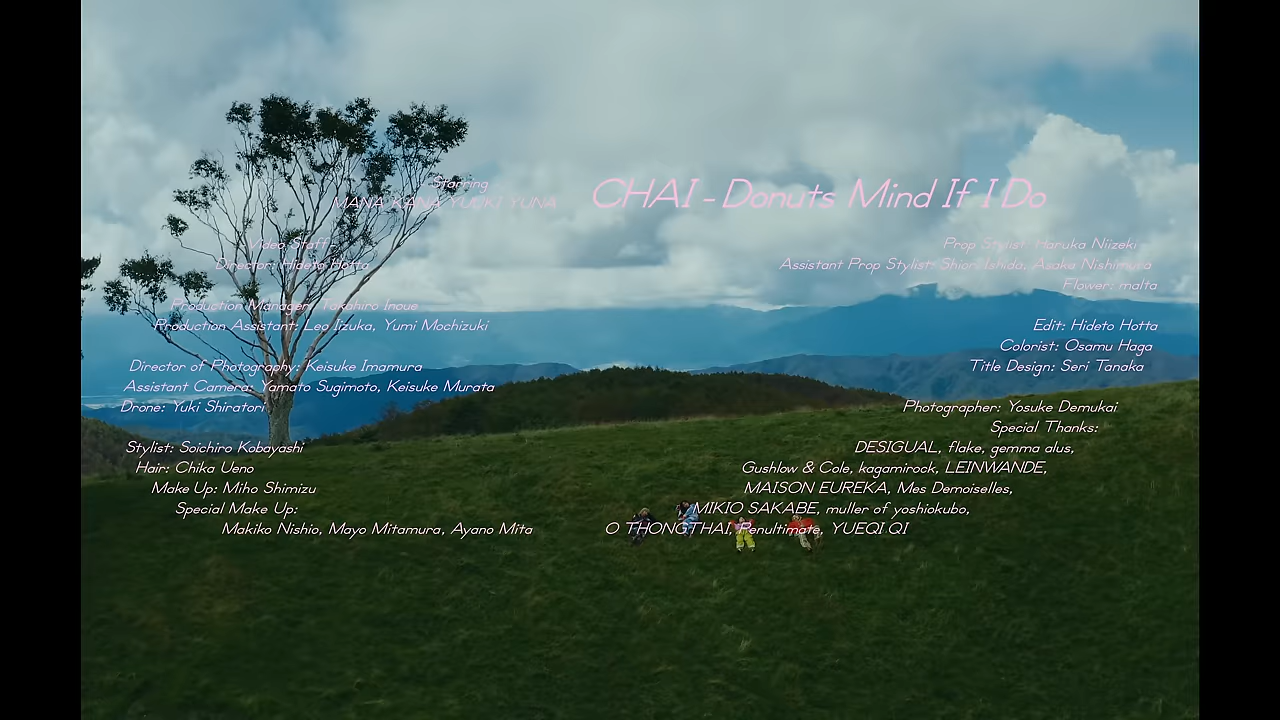 CHAI - Donuts Mind If I Do
Starring
MANA KANA YUUKI YUNA
Video Staff -
Director: Hideto Hotta
Production Manager: Takahiro Inoue
Production Assistant: Leo Iizuka, Yumi Mochizuki
Director of Photography: Keisuke Imamura
Assistant Camera: Yamato Sugimoto, Keisuke Murata
Drone: Yuki Shiratori
Stylist: Soichiro Kobayashi
Hair: Chika Ueno
Make Up: Miho Shimizu
Special Make Up:
Makiko Nishio, Mayo Mitamura, Ayano Mita
Prop Stylist: Haruka Niizeki
Assistant Prop Stylist: Shiori Ishida, Asaka Nishimura
Flower: malta
Edit: Hideto Hotta
Colorist: Osamu Haga
Title Design: Seri Tanaka
Photographer: Yosuke Demukai
Special Thanks:
DESIGUAL, flake, gemma alus,
Gushlow & Cole, kagamirock, LEINWANDE,
MAISON EUREKA, Mes Demoiselles,
MIKIO SAKABE, muller of yoshiokubo,
O THONGTHAI, Penultimate, YUEQI QI